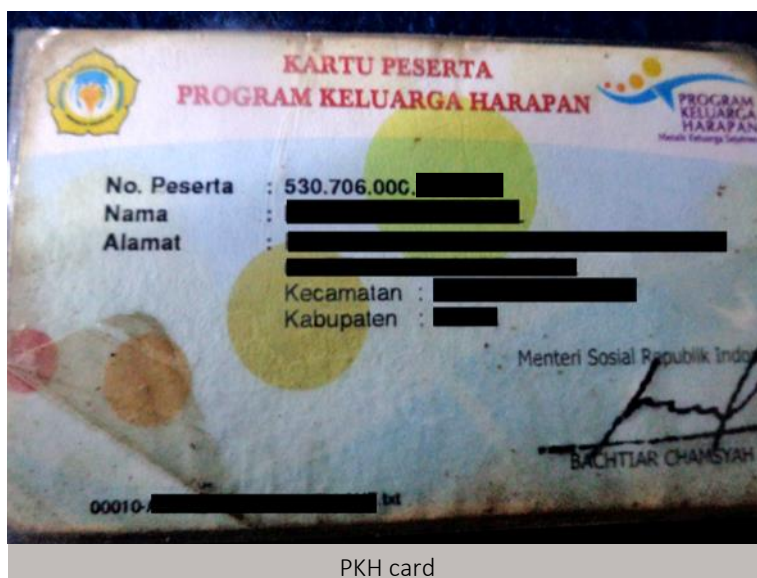 KARTU PESERTA
PROGRAM KELUARGA HARAPAN
PROGRAM
KELUARGA
HARAPAN
No. Peserta : 530.706.000.
Nama :
Alamat :
Kecamatan :
Kabupaten :
Menteri Sosial Republik Indo
BACHTIAR CHAMSYAH
00010- .txt
PKH card